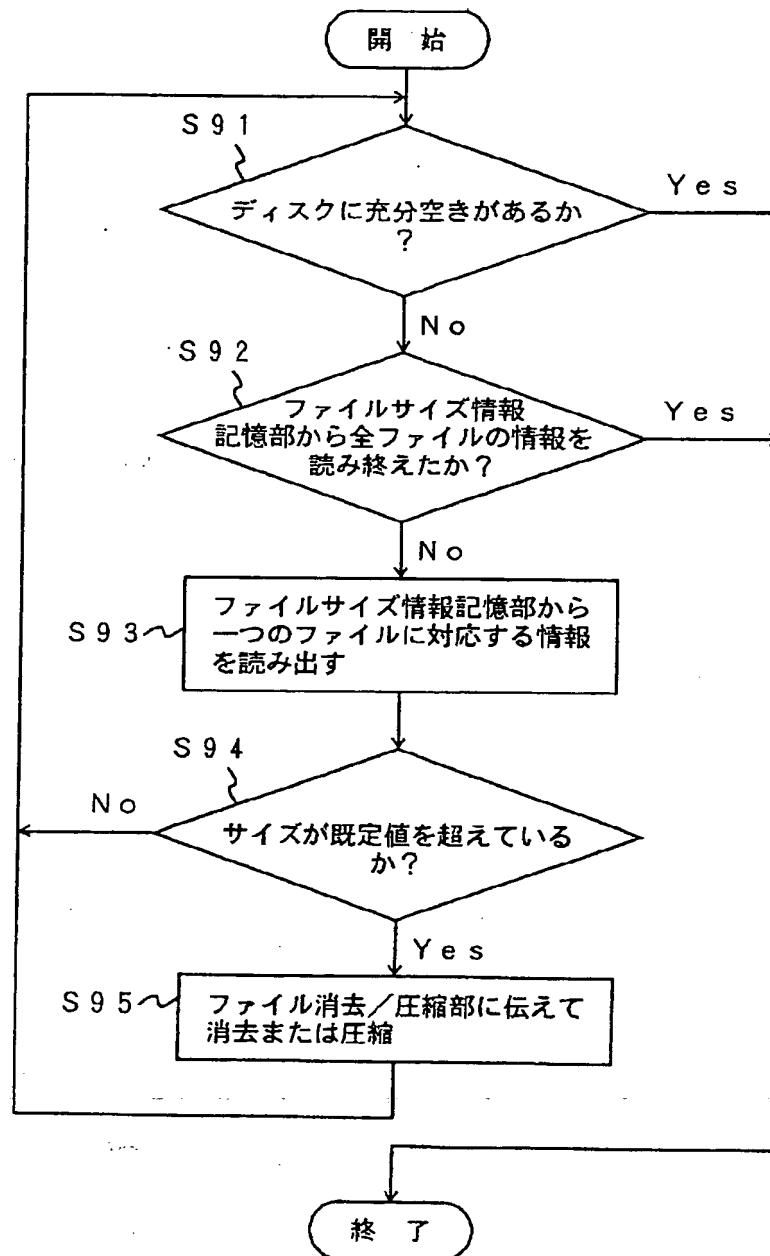 開始
S91
ディスクに充分空きがあるか
?
Yes
No
S92
ファイルサイズ情報
記憶部から全ファイルの情報を
読み終えたか?
Yes
No
S93
ファイルサイズ情報記憶部から
一つのファイルに対応する情報
を読み出す
S94
No
サイズが既定値を超えている
か?
Yes
S95
ファイル消去/圧縮部に伝えて
消去または圧縮
終了